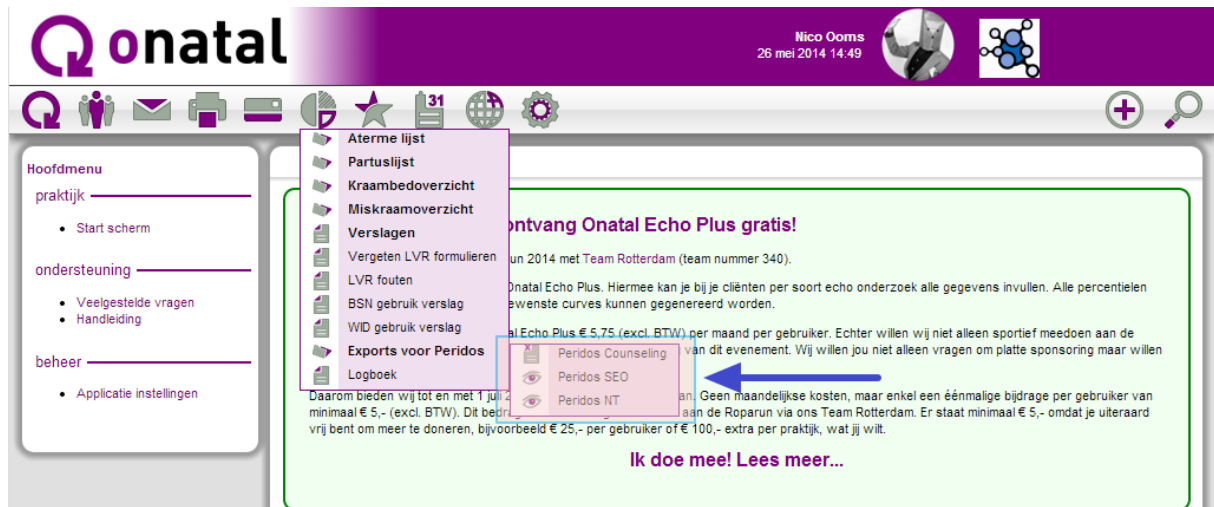 onatal
Nico Ooms
26 mei 2014 14:49
31
Hoofdmenu
praktijk
Start scherm
ondersteuning
Veelgestelde vragen
Handleiding
beheer
Applicatie instellingen
Aterme lijst
Partuslijst
Kraambedoverzicht
Miskraamoverzicht
Verslagen
Vergeten LVR formulieren
LVR fouten
BSN gebruik verslag
WID gebruik verslag
Exports voor Peridos
Logboek
Peridos Counseling
Peridos SEO
Peridos NT
ontvang Onatal Echo Plus gratis!
un 2014 met Team Rotterdam (team nummer 340).
Onatal Echo Plus. Hiermee kan je bij je cliënten per soort echo onderzoek alle gegevens invullen. Alle percentielen
ewenste curves kunnen gegenereerd worden.
al Echo Plus € 5,75 (excl. BTW) per maand per gebruiker. Echter willen wij niet alleen sportief meedoen aan de
van dit evenement. Wij willen jou niet alleen vragen om platte sponsoring maar willen
Daarom bieden wij tot en met 1 juli 2 an. Geen maandelijkse kosten, maar enkel een éénmalige bijdrage per gebruiker van
minimaal € 5,- (excl. BTW). Dit bedr aan de Roparun via ons Team Rotterdam. Er staat minimaal € 5,- omdat je uiteraard
vrij bent om meer te doneren, bijvoorbeeld € 25,- per gebruiker of € 100,- extra per praktijk, wat jij wilt.
Ik doe mee! Lees meer...